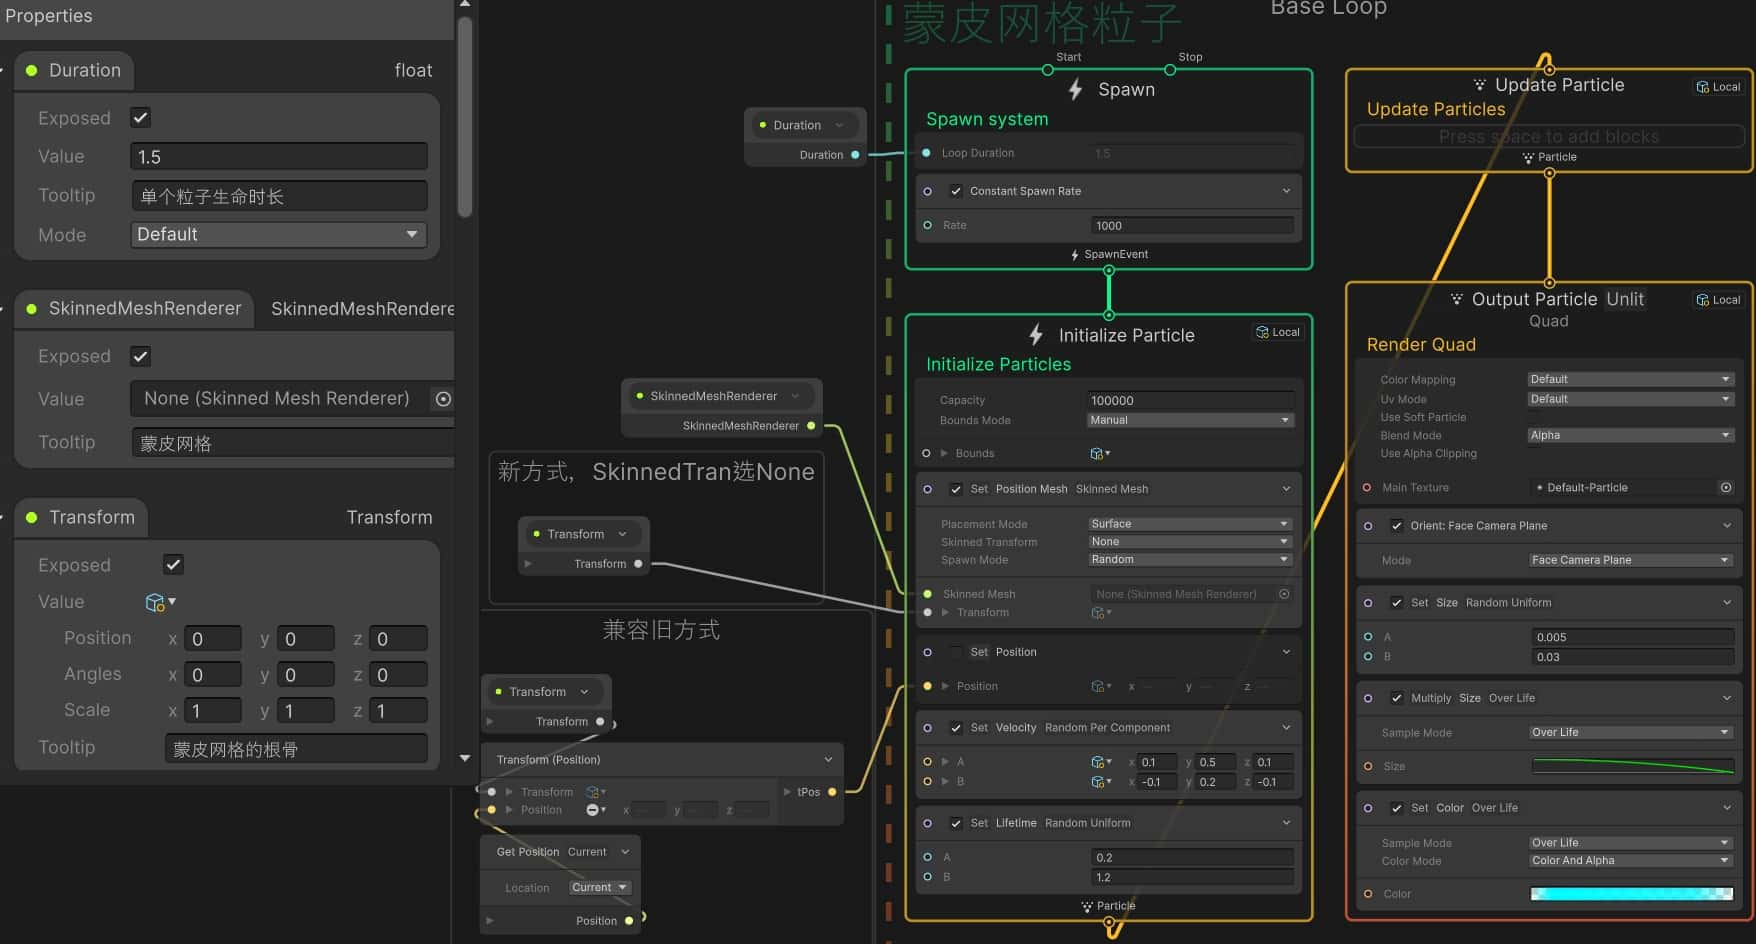 Properties
Duration float
Exposed
Value 1.5
Tooltip 单个粒子生命时长
Mode Default
SkinnedMeshRenderer SkinnedMeshRendere
Exposed
Value None (Skinned Mesh Renderer)
Tooltip 蒙皮网格
Transform Transform
Exposed
Value
Position x 0 y 0 z 0
Angles x 0 y 0 z 0
Scale x 1 y 1 z 1
Tooltip 蒙皮网格的根骨
Duration
Duration
SkinnedMeshRenderer
SkinnedMeshRenderer
新方式，SkinnedTran选None
Transform
Transform
兼容旧方式
Transform
Transform
Transform (Position)
Transform
Position x y z
tPos
Get Position Current
Location Current
Position
蒙皮网格粒子
Base Loop
Start Stop
Spawn
Spawn system
Loop Duration 1.5
Constant Spawn Rate
Rate 1000
SpawnEvent
Initialize Particle Local
Initialize Particles
Capacity 100000
Bounds Mode Manual
Bounds
Set Position Mesh Skinned Mesh
Placement Mode Surface
Skinned Transform None
Spawn Mode Random
Skinned Mesh None (Skinned Mesh Renderer)
Transform
Set Position
Position x y z
Set Velocity Random Per Component
A x 0.1 y 0.5 z 0.1
B x -0.1 y 0.2 z -0.1
Set Lifetime Random Uniform
A 0.2
B 1.2
Particle
Update Particle Local
Update Particles
Press space to add blocks
Particle
Output Particle Unlit Local
Quad
Render Quad
Color Mapping Default
Uv Mode Default
Use Soft Particle
Blend Mode Alpha
Use Alpha Clipping
Main Texture Default-Particle
Orient: Face Camera Plane
Mode Face Camera Plane
Set Size Random Uniform
A 0.005
B 0.03
Multiply Size Over Life
Sample Mode Over Life
Size
Set Color Over Life
Sample Mode Over Life
Color Mode Color And Alpha
Color